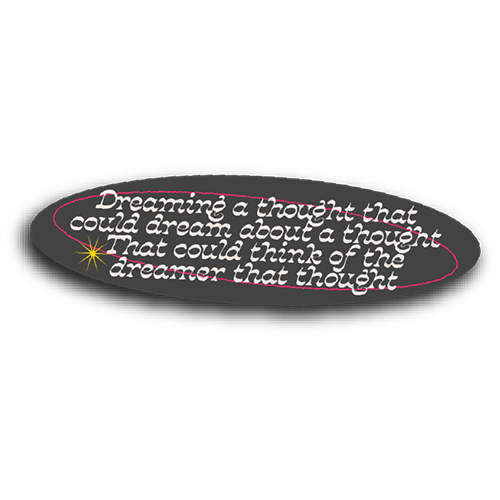 Dreaming a thought that
could dream about a thought
That could think of the
dreamer that thought